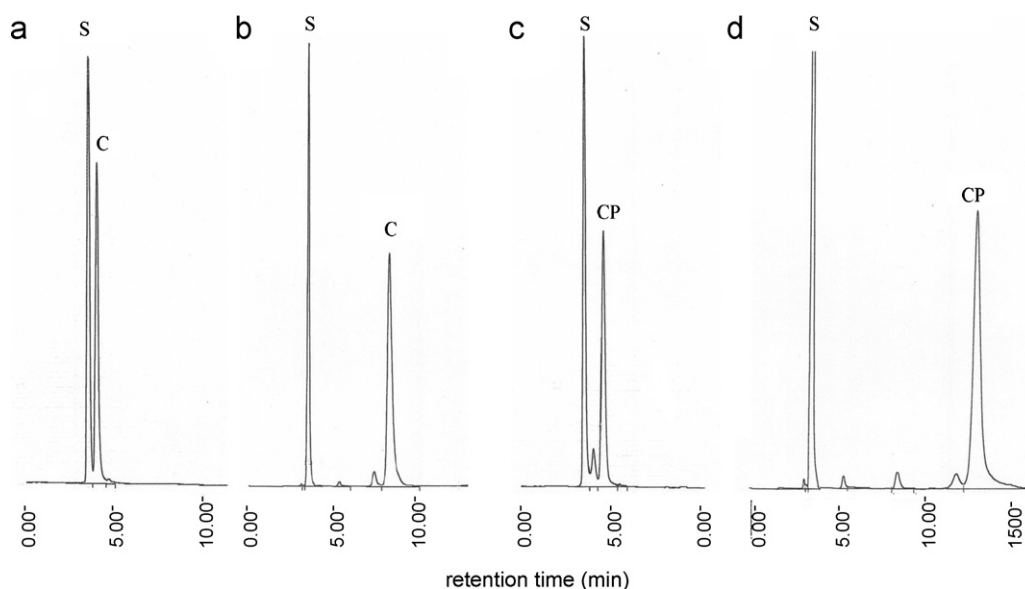 a b c d
S S S S
C C CP CP
0.00- 5.00- 10.00- 0.00- 5.00- 10.00- 0.00- 5.00- 0.00- 0.00- 5.00- 10.00- 1500-
retention time (min)